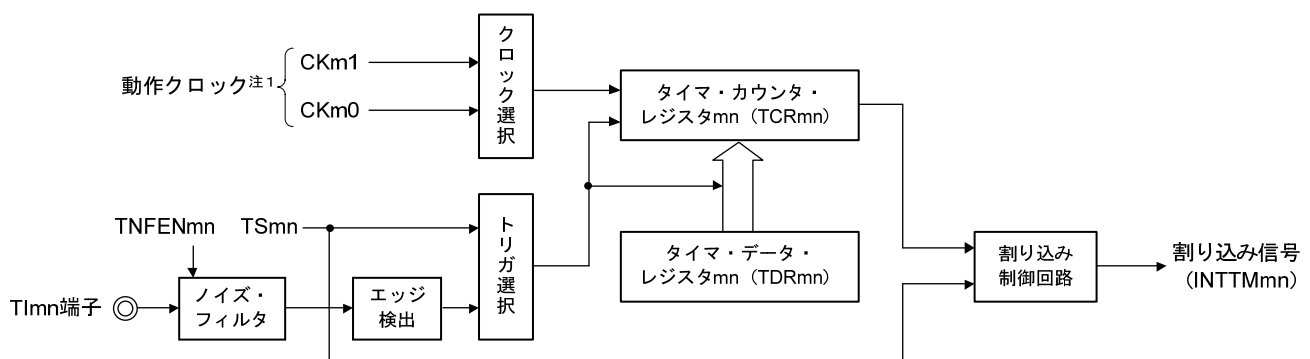 動作クロック注1
CKm1
CKm0
クロック選択
タイマ・カウンタ・
レジスタmn（TCRmn）
TNFENmn
TSmn
トリガ選択
タイマ・データ・
レジスタmn（TDRmn）
割り込み
制御回路
割り込み信号
（INTTMmn）
TImn端子
ノイズ・
フィルタ
エッジ
検出